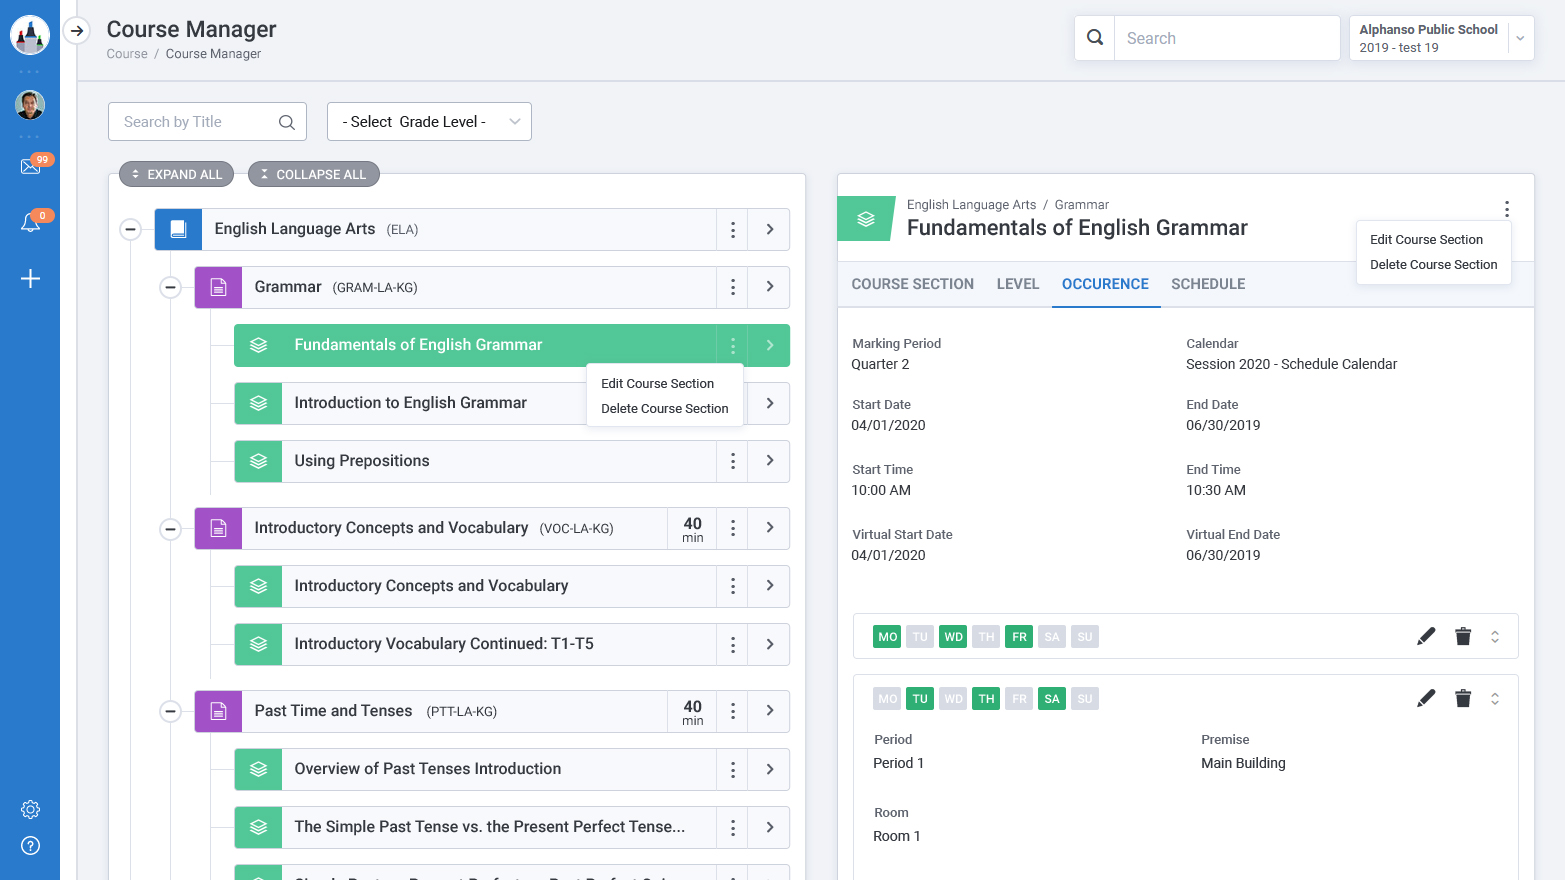 Course Manager
Course / Course Manager
Search
Alphanso Public School
2019 - test 19
99
0
Search by Title
- Select Grade Level -
EXPAND ALL
COLLAPSE ALL
English Language Arts (ELA)
Grammar (GRAM-LA-KG)
Fundamentals of English Grammar
Edit Course Section
Delete Course Section
Introduction to English Grammar
Using Prepositions
Introductory Concepts and Vocabulary (VOC-LA-KG)
40
min
Introductory Concepts and Vocabulary
Introductory Vocabulary Continued: T1-T5
Past Time and Tenses (PTT-LA-KG)
40
min
Overview of Past Tenses Introduction
The Simple Past Tense vs. the Present Perfect Tense...
English Language Arts / Grammar
Fundamentals of English Grammar
Edit Course Section
Delete Course Section
COURSE SECTION LEVEL OCCURENCE SCHEDULE
Marking Period
Quarter 2
Calendar
Session 2020 - Schedule Calendar
Start Date
04/01/2020
End Date
06/30/2019
Start Time
10:00 AM
End Time
10:30 AM
Virtual Start Date
04/01/2020
Virtual End Date
06/30/2019
MO TU WD TH FR SA SU
MO TU WD TH FR SA SU
Period
Period 1
Premise
Main Building
Room
Room 1